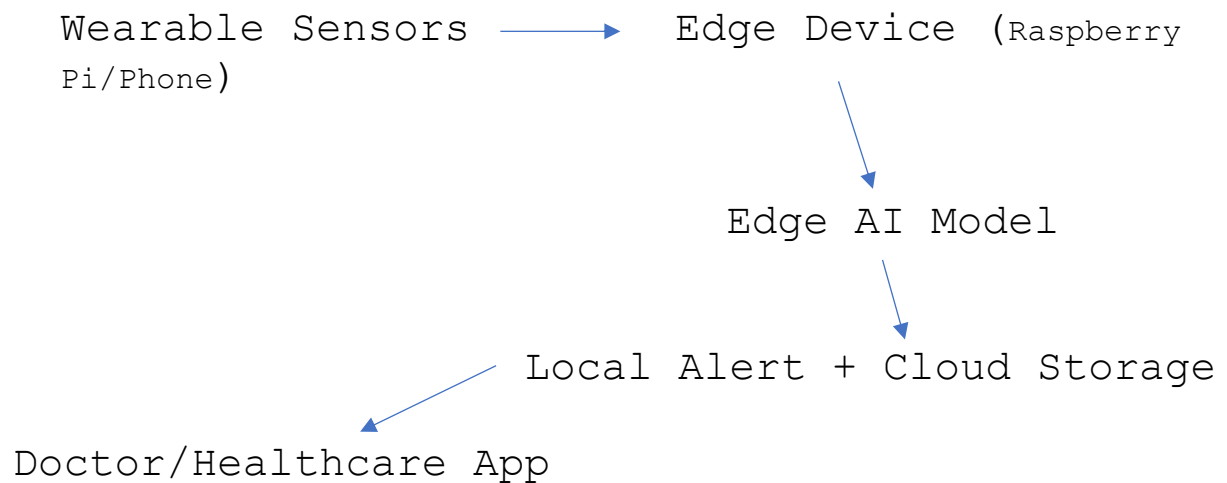 Wearable Sensors Edge Device (Raspberry
Pi/Phone)
Edge AI Model
Local Alert + Cloud Storage
Doctor/Healthcare App